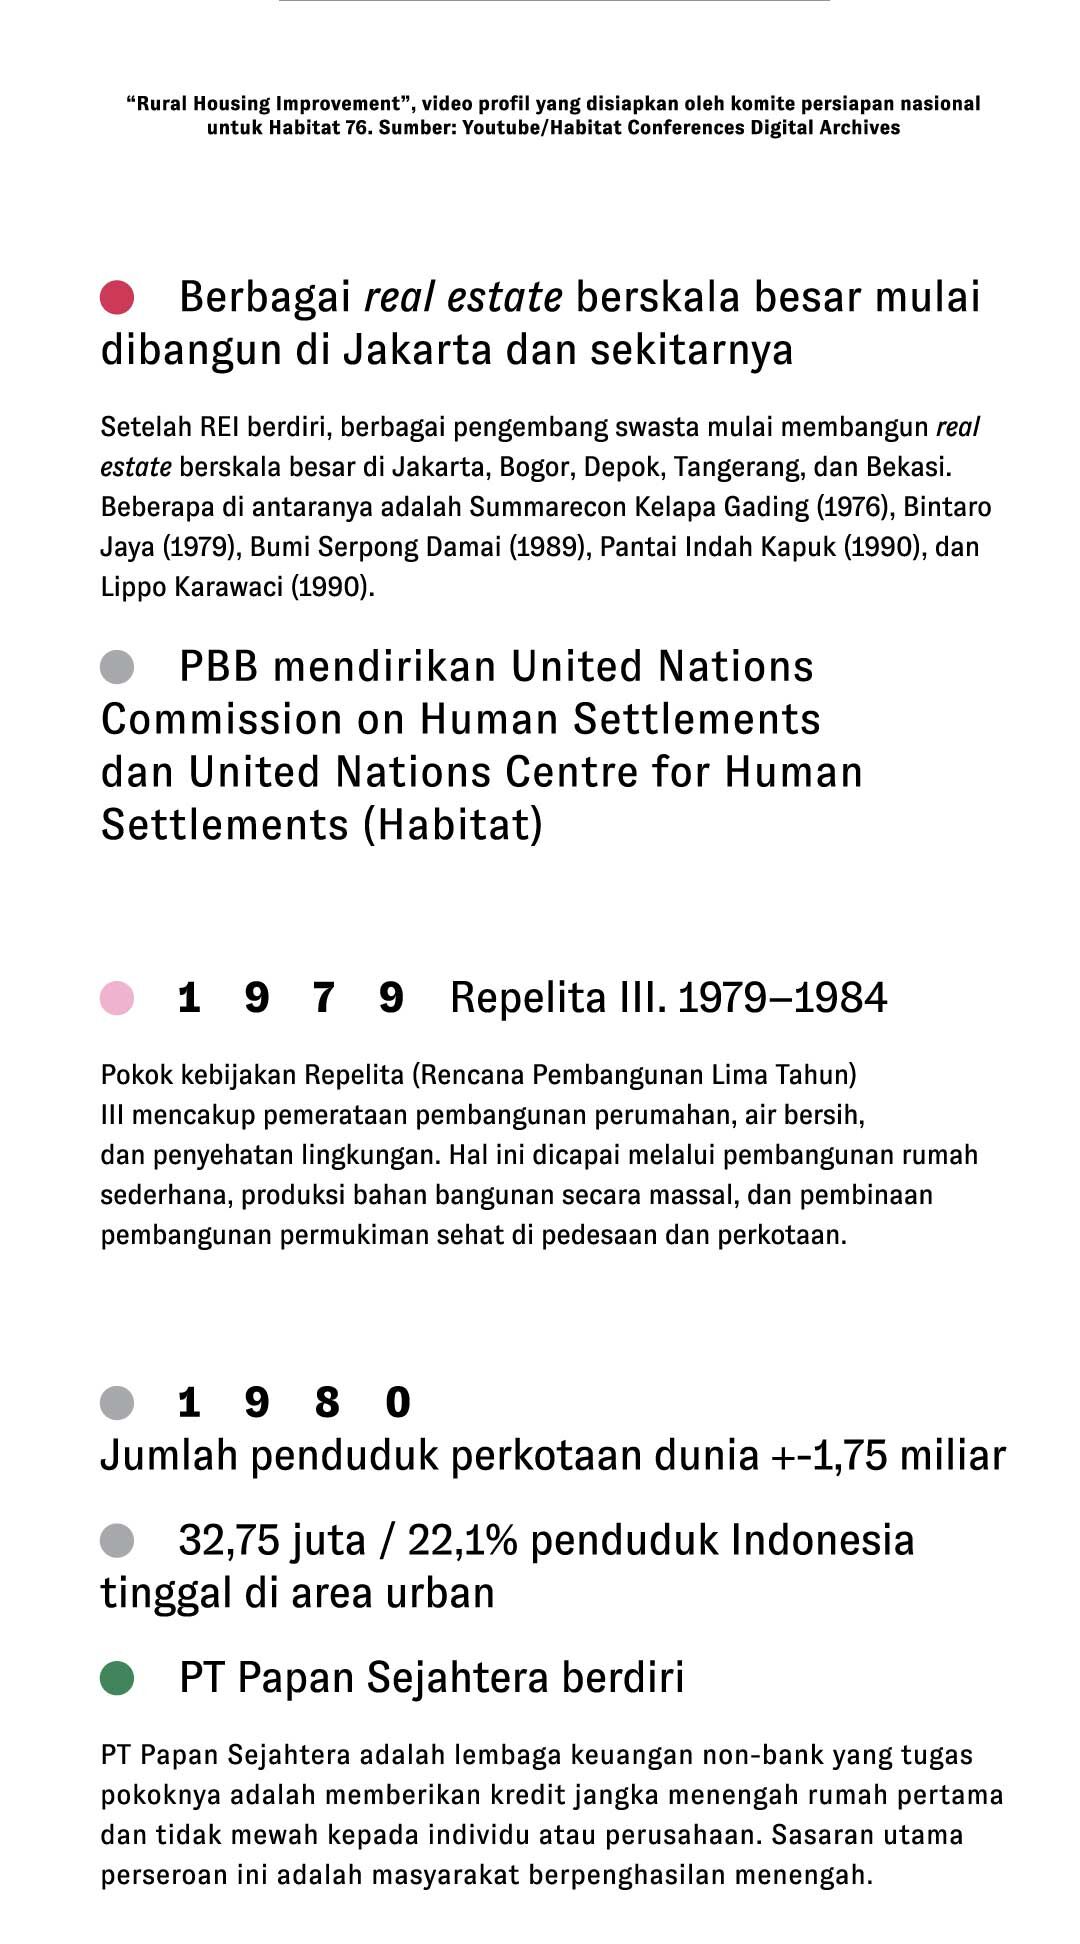 “Rural Housing Improvement”, video profil yang disiapkan oleh komite persiapan nasional
untuk Habitat 76. Sumber: Youtube/Habitat Conferences Digital Archives
Berbagai real estate berskala besar mulai
dibangun di Jakarta dan sekitarnya
Setelah REI berdiri, berbagai pengembang swasta mulai membangun real
estate berskala besar di Jakarta, Bogor, Depok, Tangerang, dan Bekasi.
Beberapa di antaranya adalah Summarecon Kelapa Gading (1976), Bintaro
Jaya (1979), Bumi Serpong Damai (1989), Pantai Indah Kapuk (1990), dan
Lippo Karawaci (1990).
PBB mendirikan United Nations
Commission on Human Settlements
dan United Nations Centre for Human
Settlements (Habitat)
1 9 7 9 Repelita III. 1979–1984
Pokok kebijakan Repelita (Rencana Pembangunan Lima Tahun)
III mencakup pemerataan pembangunan perumahan, air bersih,
dan penyehatan lingkungan. Hal ini dicapai melalui pembangunan rumah
sederhana, produksi bahan bangunan secara massal, dan pembinaan
pembangunan permukiman sehat di pedesaan dan perkotaan.
1 9 8 0
Jumlah penduduk perkotaan dunia +-1,75 miliar
32,75 juta / 22,1% penduduk Indonesia
tinggal di area urban
PT Papan Sejahtera berdiri
PT Papan Sejahtera adalah lembaga keuangan non-bank yang tugas
pokoknya adalah memberikan kredit jangka menengah rumah pertama
dan tidak mewah kepada individu atau perusahaan. Sasaran utama
perseroan ini adalah masyarakat berpenghasilan menengah.